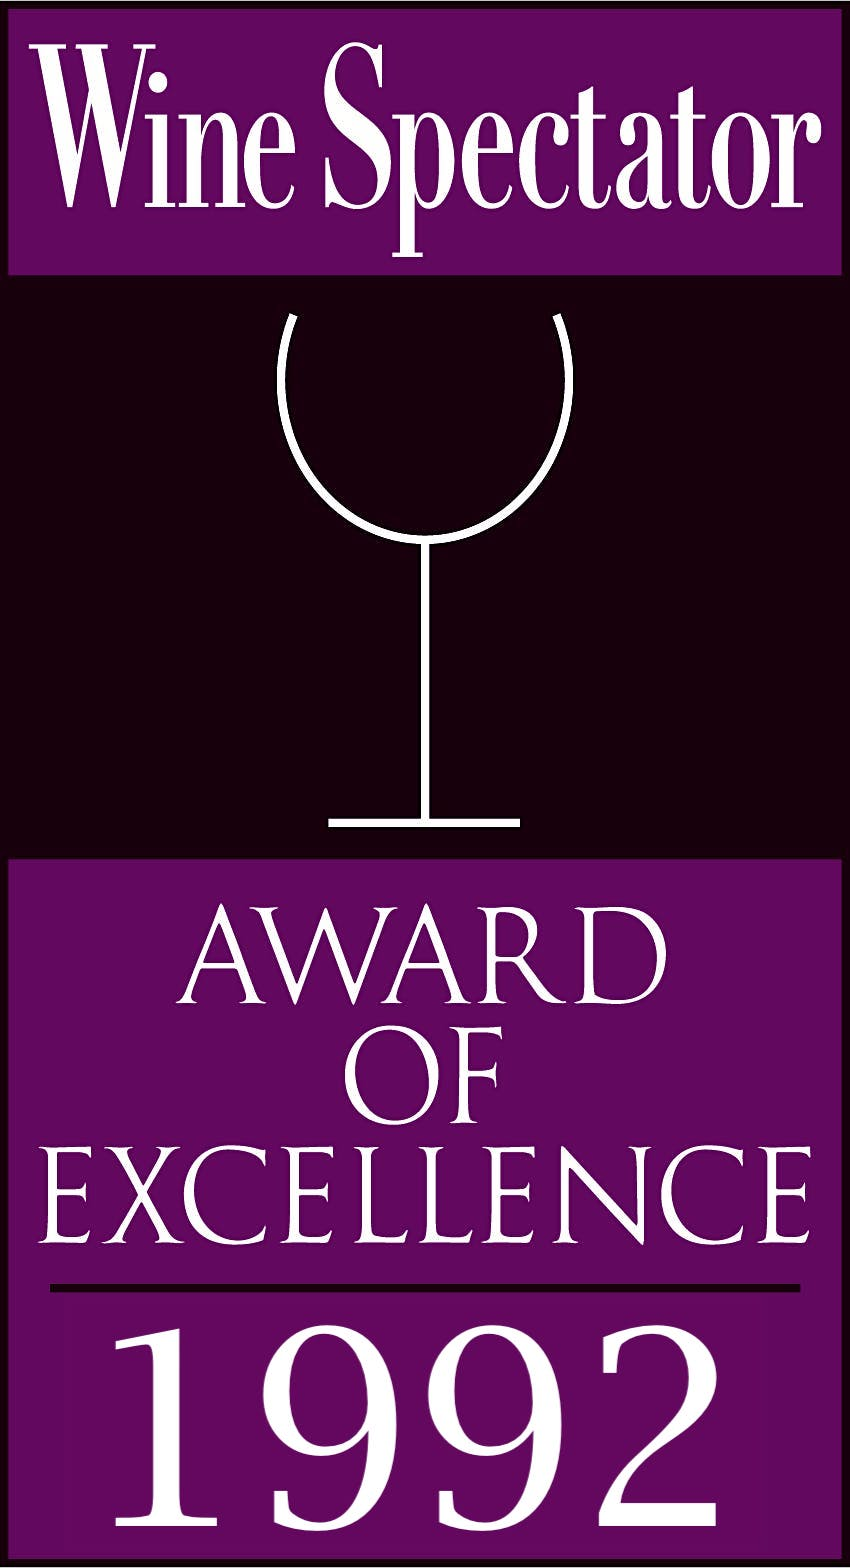 Wine Spectator
AWARD
OF
EXCELLENCE
1992